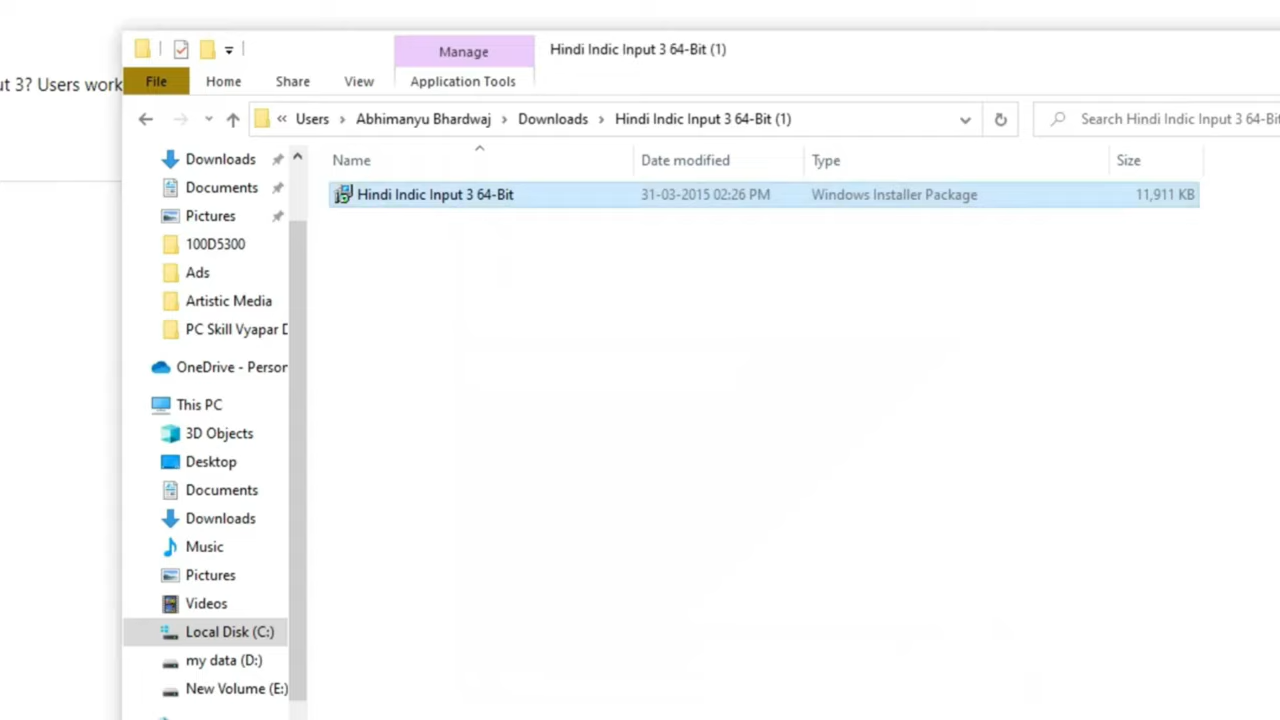 Manage
Hindi Indic Input 3 64-Bit (1)
ut 3? Users work
File Home Share View Application Tools
« Users › Abhimanyu Bhardwaj › Downloads › Hindi Indic Input 3 64-Bit (1)
Search Hindi Indic Input 3 64-Bi
Name Date modified Type Size
Hindi Indic Input 3 64-Bit 31-03-2015 02:26 PM Windows Installer Package 11,911 KB
Downloads
Documents
Pictures
100D5300
Ads
Artistic Media
PC Skill Vyapar D
OneDrive - Person
This PC
3D Objects
Desktop
Documents
Downloads
Music
Pictures
Videos
Local Disk (C:)
my data (D:)
New Volume (E:)